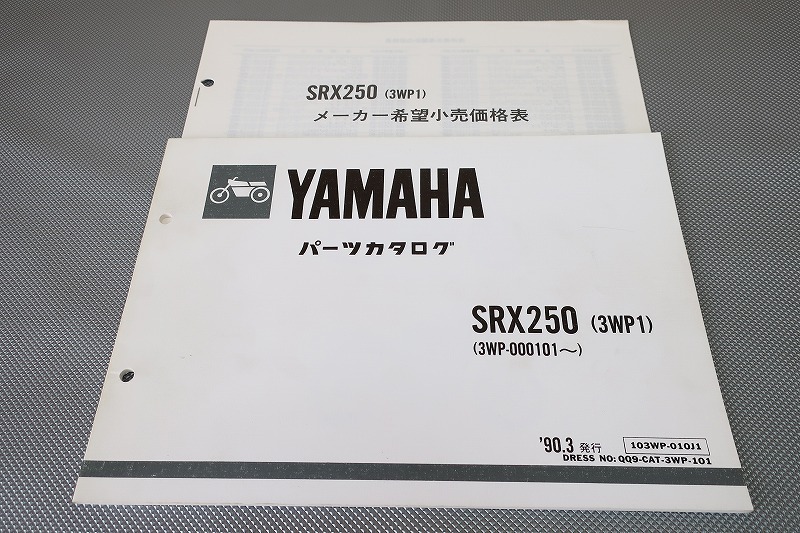 SRX250 (3WP1)
メーカー希望小売価格表
YAMAHA
パーツカタログ
SRX250 (3WP1)
(3WP-000101～)
'90.3 発行
103WP-010J1
DRESS NO: QQ9-CAT-3WP-101